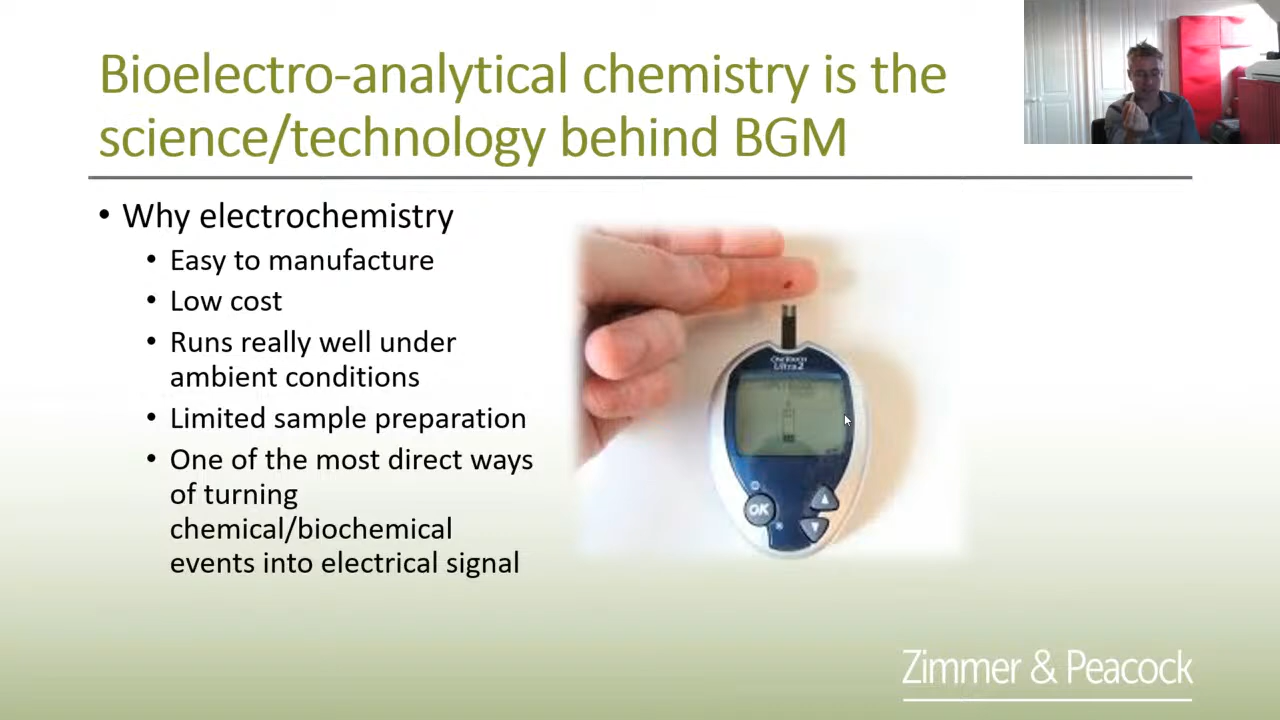 Bioelectro-analytical chemistry is the
science/technology behind BGM
• Why electrochemistry
• Easy to manufacture
• Low cost
• Runs really well under
ambient conditions
• Limited sample preparation
• One of the most direct ways
of turning
chemical/biochemical
events into electrical signal
OneTouch
Ultra2
OK
Zimmer & Peacock